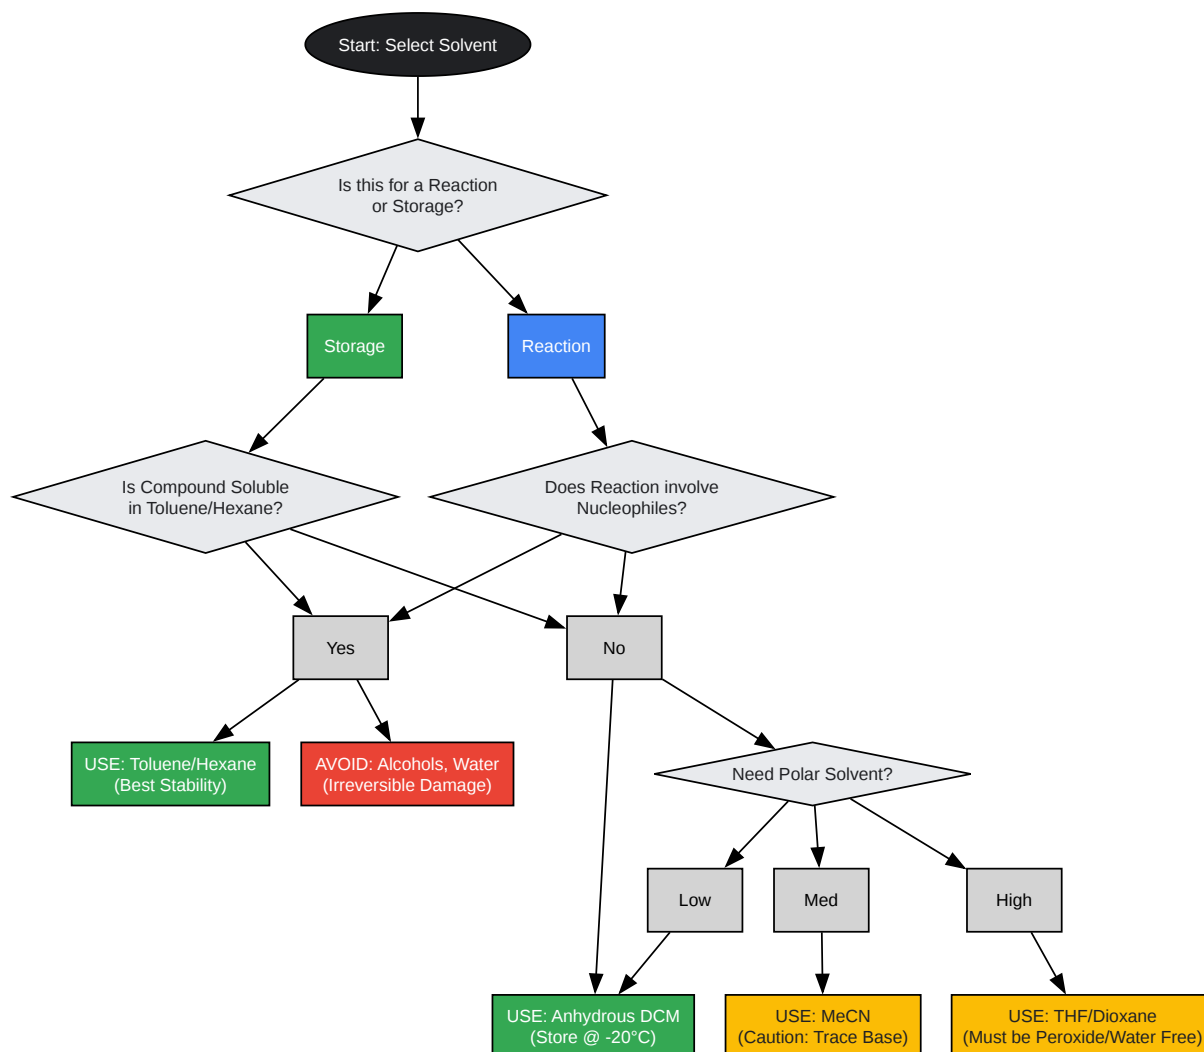 Start: Select Solvent
Is this for a Reaction
or Storage?
Storage
Reaction
Is Compound Soluble
in Toluene/Hexane?
Does Reaction involve
Nucleophiles?
Yes
No
USE: Toluene/Hexane
(Best Stability)
AVOID: Alcohols, Water
(Irreversible Damage)
Need Polar Solvent?
Low
Med
High
USE: Anhydrous DCM
(Store @ -20°C)
USE: MeCN
(Caution: Trace Base)
USE: THF/Dioxane
(Must be Peroxide/Water Free)